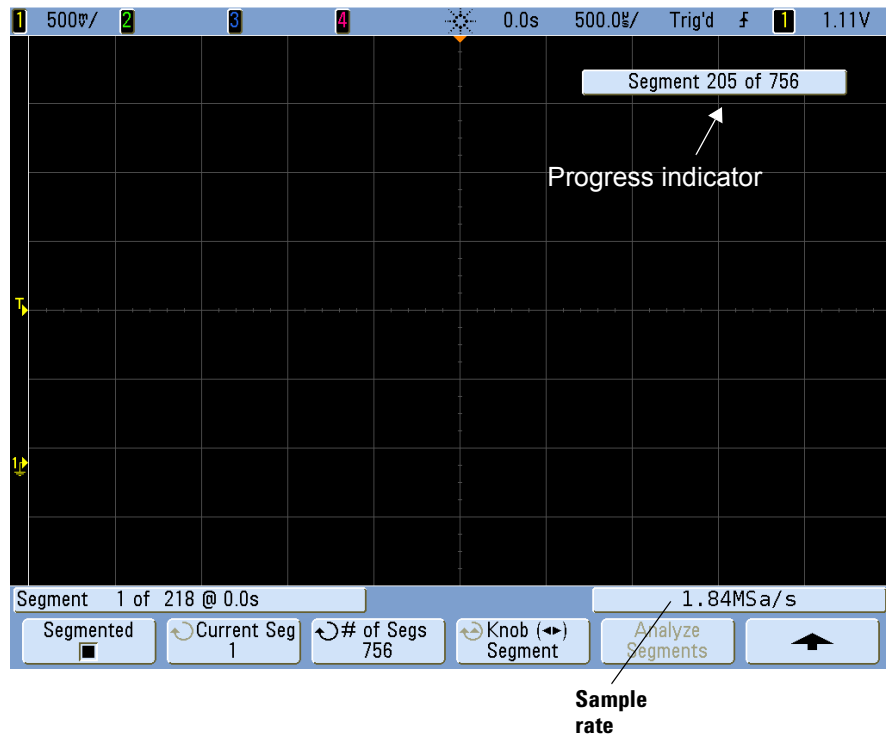 1 500m/ 2 3 4 0.0s 500.0µ/ Trig'd 1 1.11V
Segment 205 of 756
Progress indicator
T
1
Segment 1 of 218 @ 0.0s 1.84MSa/s
Segmented Current Seg # of Segs Knob (◂▸) Analyze
1 756 Segment Segments
Sample
rate